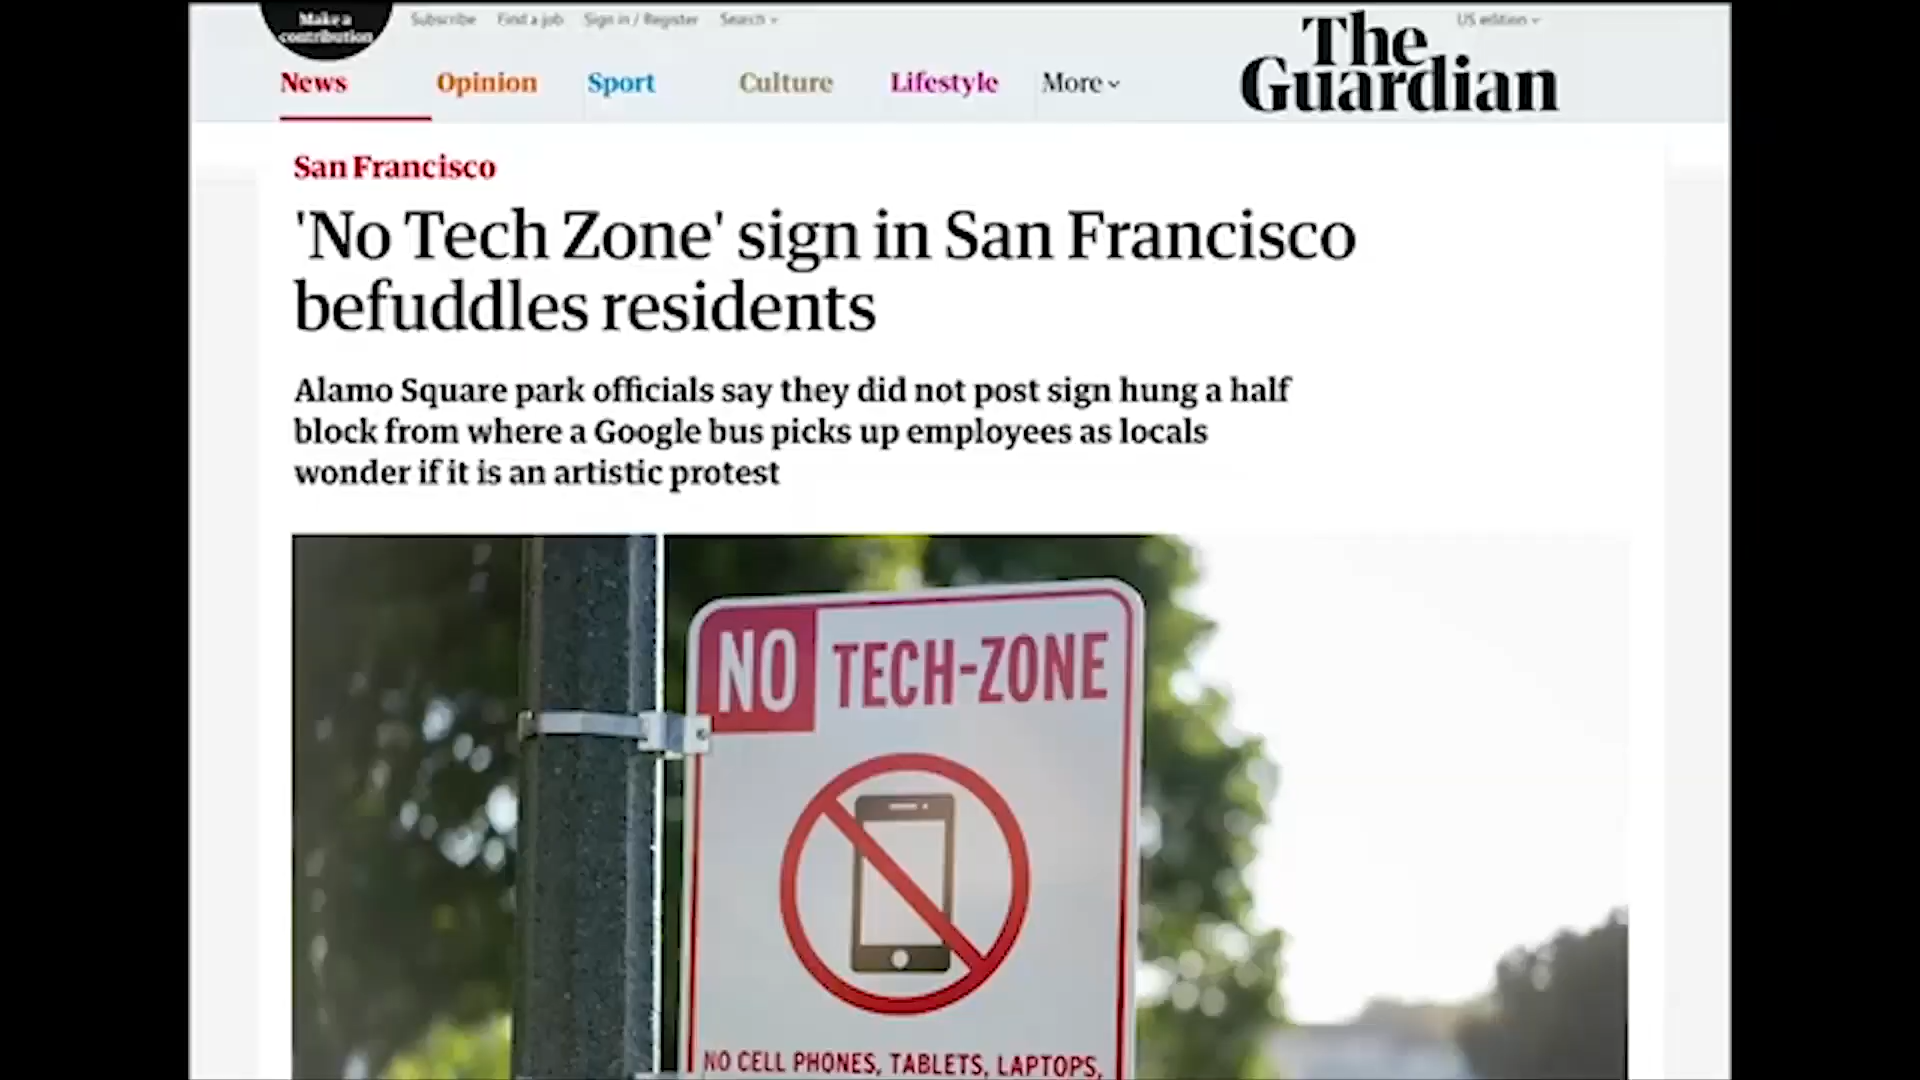 Make a
contribution
Subscribe Find a job Sign in / Register Search
US edition
The
Guardian
News Opinion Sport Culture Lifestyle More
San Francisco
'No Tech Zone' sign in San Francisco
befuddles residents
Alamo Square park officials say they did not post sign hung a half
block from where a Google bus picks up employees as locals
wonder if it is an artistic protest
NO TECH-ZONE
NO CELL PHONES, TABLETS, LAPTOPS,